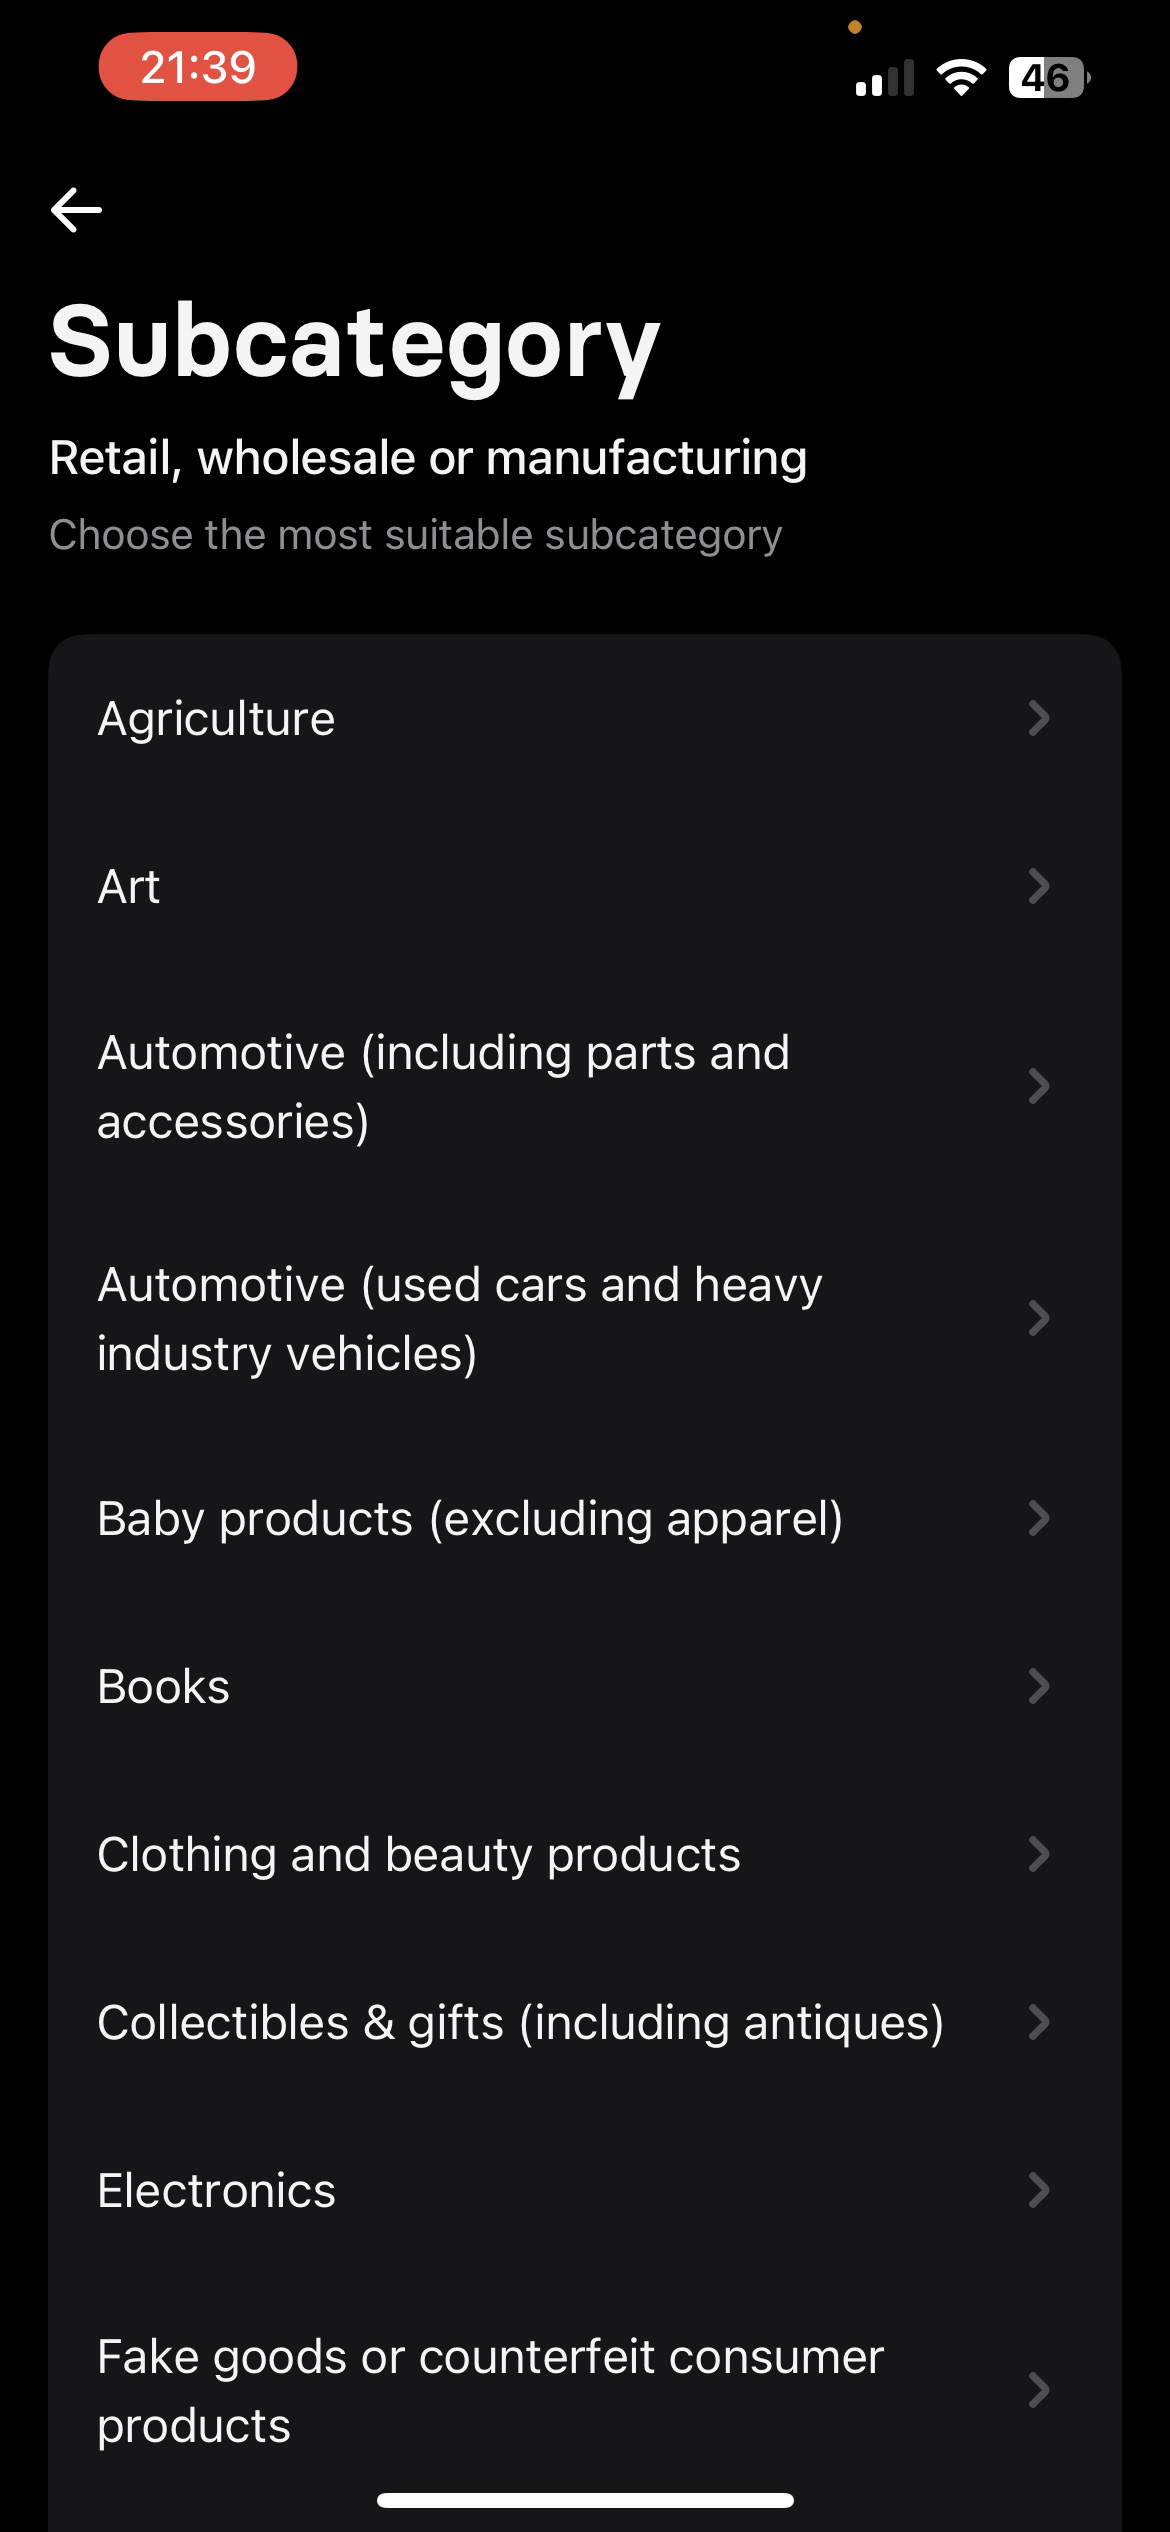 21:39
46
Subcategory
Retail, wholesale or manufacturing
Choose the most suitable subcategory
Agriculture
Art
Automotive (including parts and
accessories)
Automotive (used cars and heavy
industry vehicles)
Baby products (excluding apparel)
Books
Clothing and beauty products
Collectibles & gifts (including antiques)
Electronics
Fake goods or counterfeit consumer
products